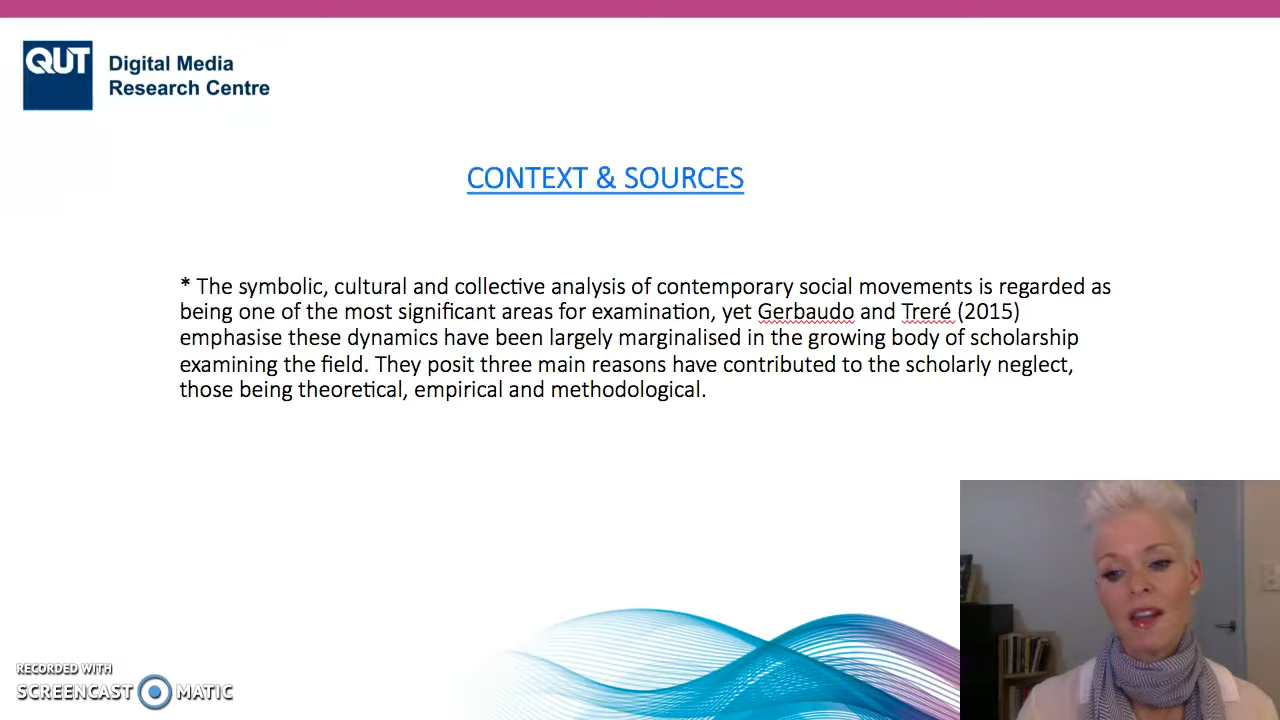 QUT
Digital Media
Research Centre
CONTEXT & SOURCES
* The symbolic, cultural and collective analysis of contemporary social movements is regarded as
being one of the most significant areas for examination, yet Gerbaudo and Treré (2015)
emphasise these dynamics have been largely marginalised in the growing body of scholarship
examining the field. They posit three main reasons have contributed to the scholarly neglect,
those being theoretical, empirical and methodological.
RECORDED WITH
SCREENCAST MATIC